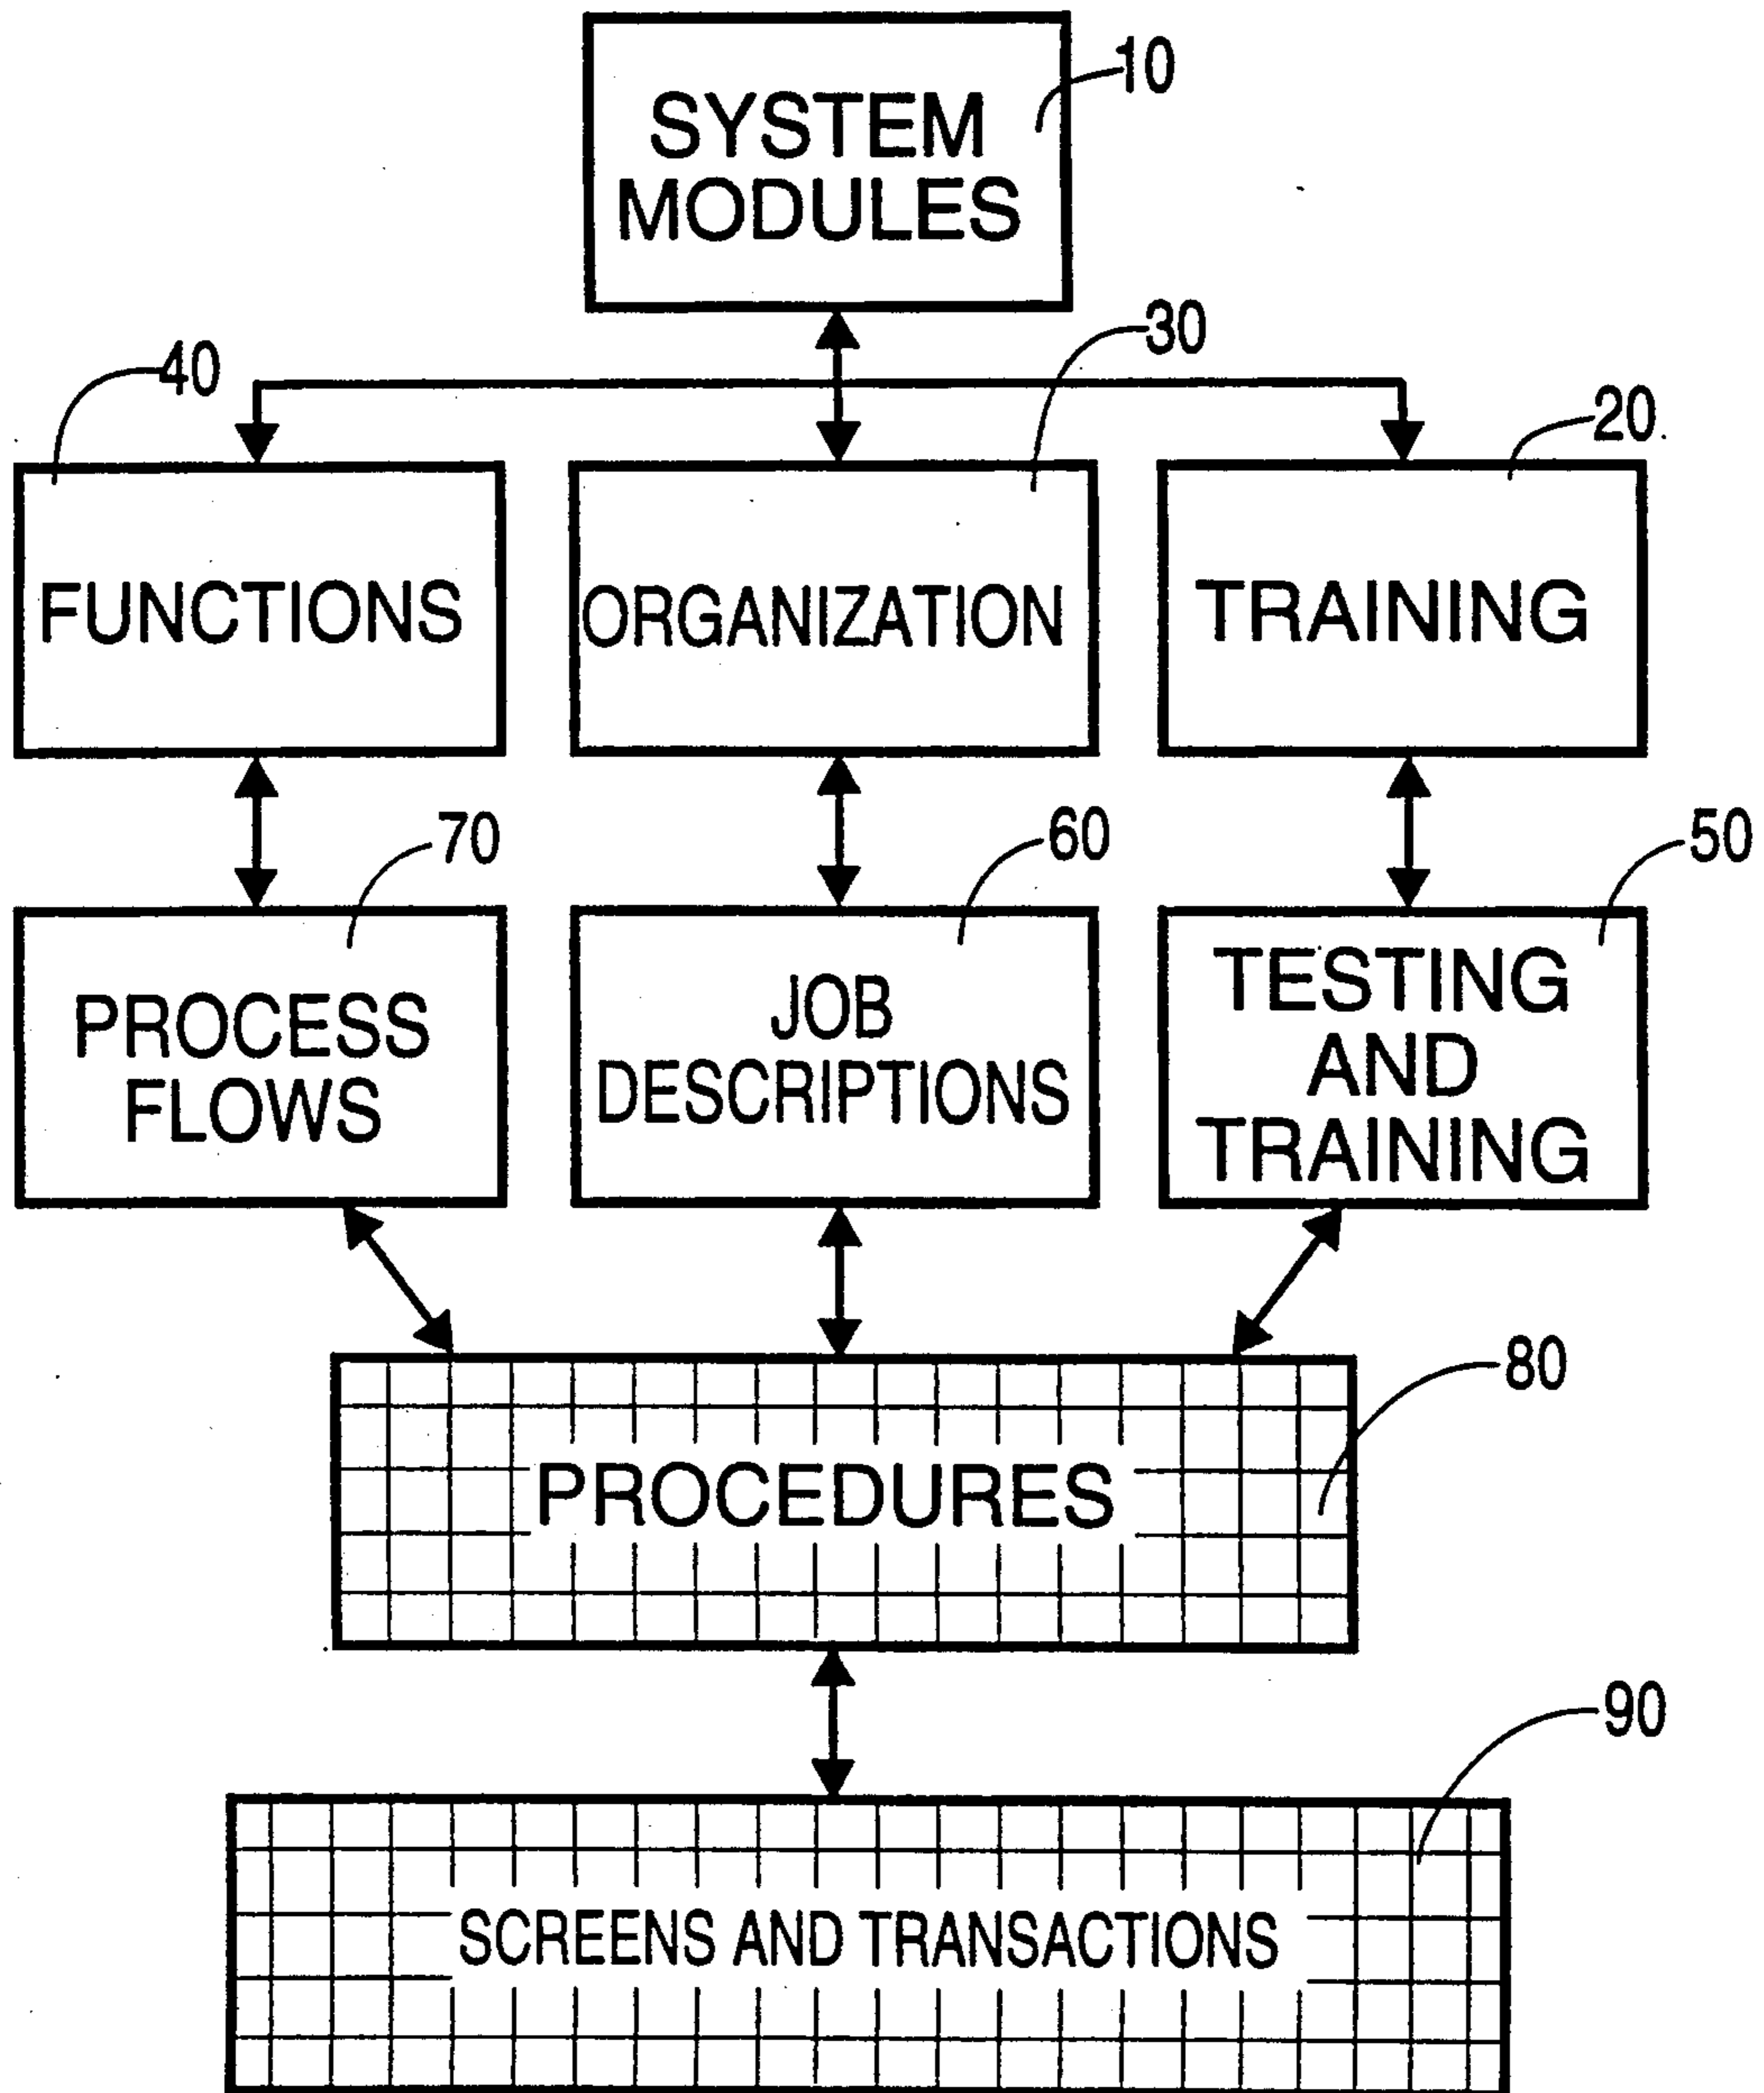 10
SYSTEM
MODULES
40
30
20
FUNCTIONS
ORGANIZATION
TRAINING
70
60
50
PROCESS
FLOWS
JOB
DESCRIPTIONS
TESTING
AND
TRAINING
80
PROCEDURES
90
SCREENS AND TRANSACTIONS